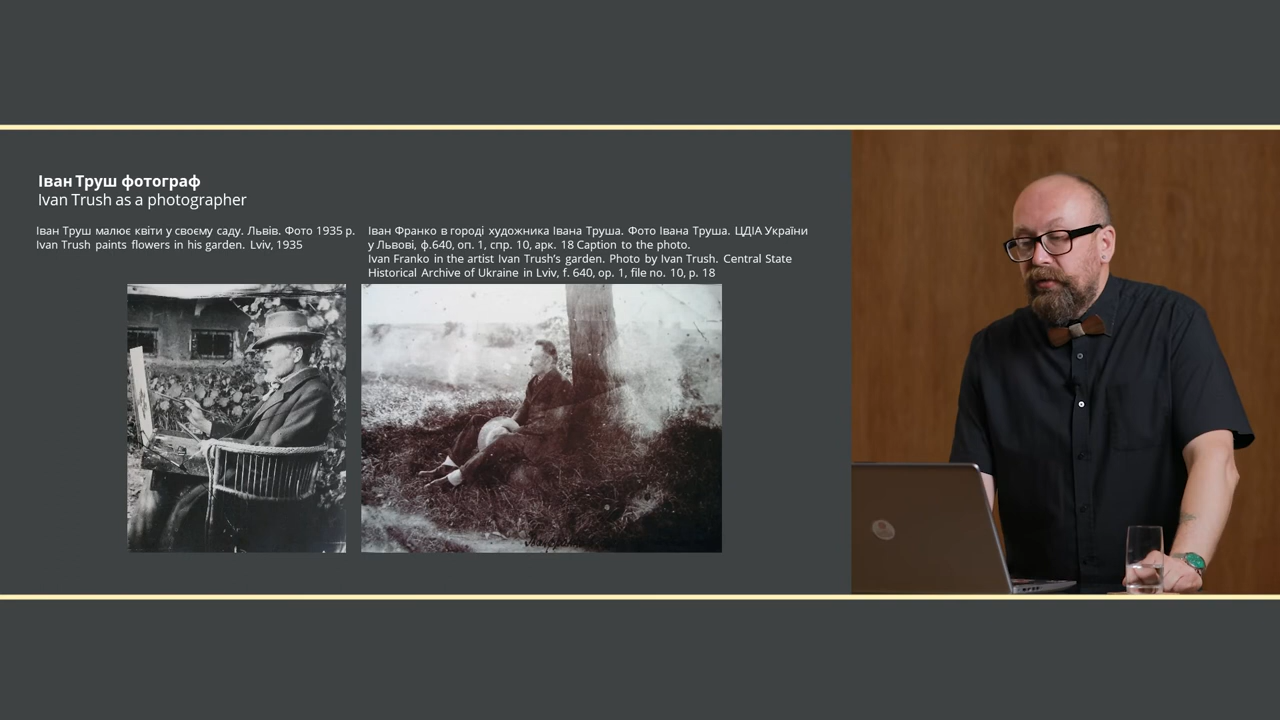 Іван Труш фотограф
Ivan Trush as a photographer
Іван Труш малює квіти у своєму саду. Львів. Фото 1935 р.
Ivan Trush paints flowers in his garden. Lviv, 1935
Іван Франко в городі художника Івана Труша. Фото Івана Труша. ЦДІА України
у Львові, ф.640, оп. 1, спр. 10, арк. 18 Caption to the photo.
Ivan Franko in the artist Ivan Trush’s garden. Photo by Ivan Trush. Central State
Historical Archive of Ukraine in Lviv, f. 640, op. 1, file no. 10, p. 18